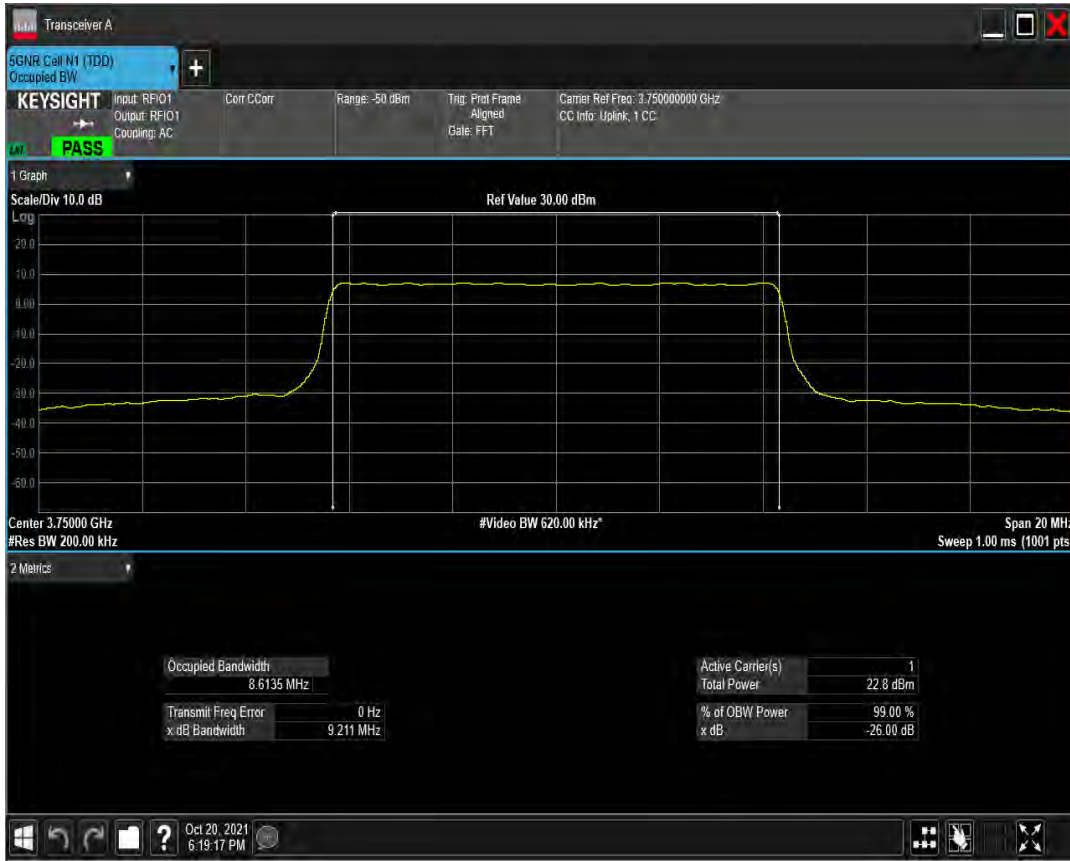 Transceiver A
5GNR Cell N1 (TDD)
Occupied BW
+
KEYSIGHT
Input: RFIO1
Output: RFIO1
Coupling: AC
Corr CCorr
Range: -50 dBm
Trig: Prot Frame
Aligned
Gate: FFT
Carrier Ref Freq: 3.750000000 GHz
CC Info: Uplink, 1 CC
PASS
1 Graph
Scale/Div 10.0 dB
Ref Value 30.00 dBm
Log
20.0
10.0
0.00
-10.0
-20.0
-30.0
-40.0
-50.0
-60.0
Center 3.75000 GHz
#Video BW 620.00 kHz*
Span 20 MHz
#Res BW 200.00 kHz
Sweep 1.00 ms (1001 pts
2 Metrics
Occupied Bandwidth
8.6135 MHz
Transmit Freq Error 0 Hz
x dB Bandwidth 9.211 MHz
Active Carrier(s) 1
Total Power 22.8 dBm
% of OBW Power 99.00 %
x dB -26.00 dB
?
Oct 20, 2021
6:19:17 PM